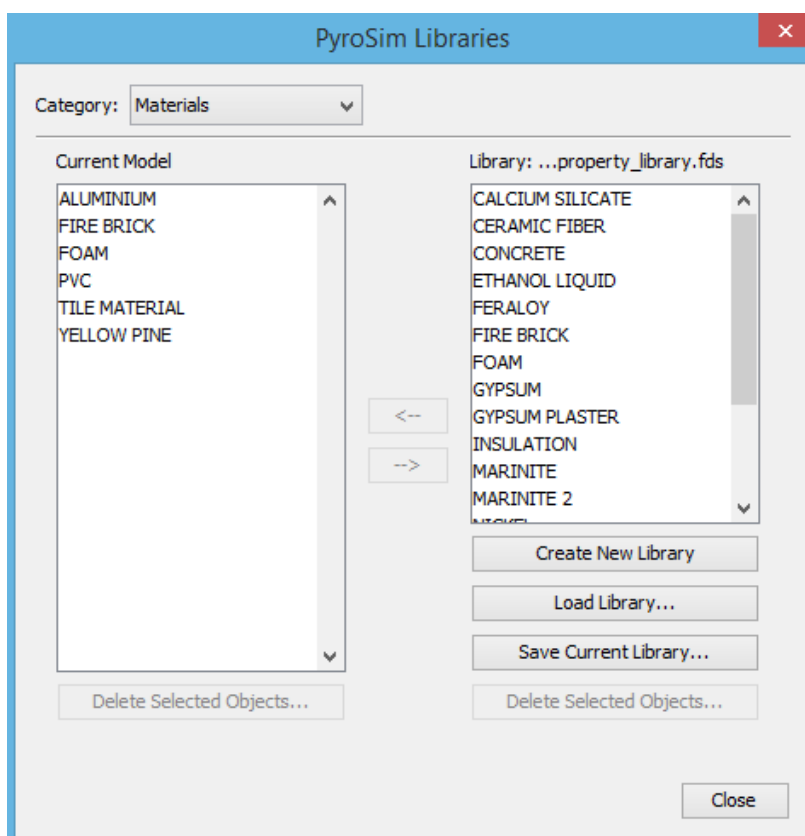 PyroSim Libraries
Category: Materials
Current Model
ALUMINIUM
FIRE BRICK
FOAM
PVC
TILE MATERIAL
YELLOW PINE
Delete Selected Objects...
<--
-->
Library: ...property_library.fds
CALCIUM SILICATE
CERAMIC FIBER
CONCRETE
ETHANOL LIQUID
FERALOY
FIRE BRICK
FOAM
GYPSUM
GYPSUM PLASTER
INSULATION
MARINITE
MARINITE 2
NICKEL
Create New Library
Load Library...
Save Current Library...
Delete Selected Objects...
Close